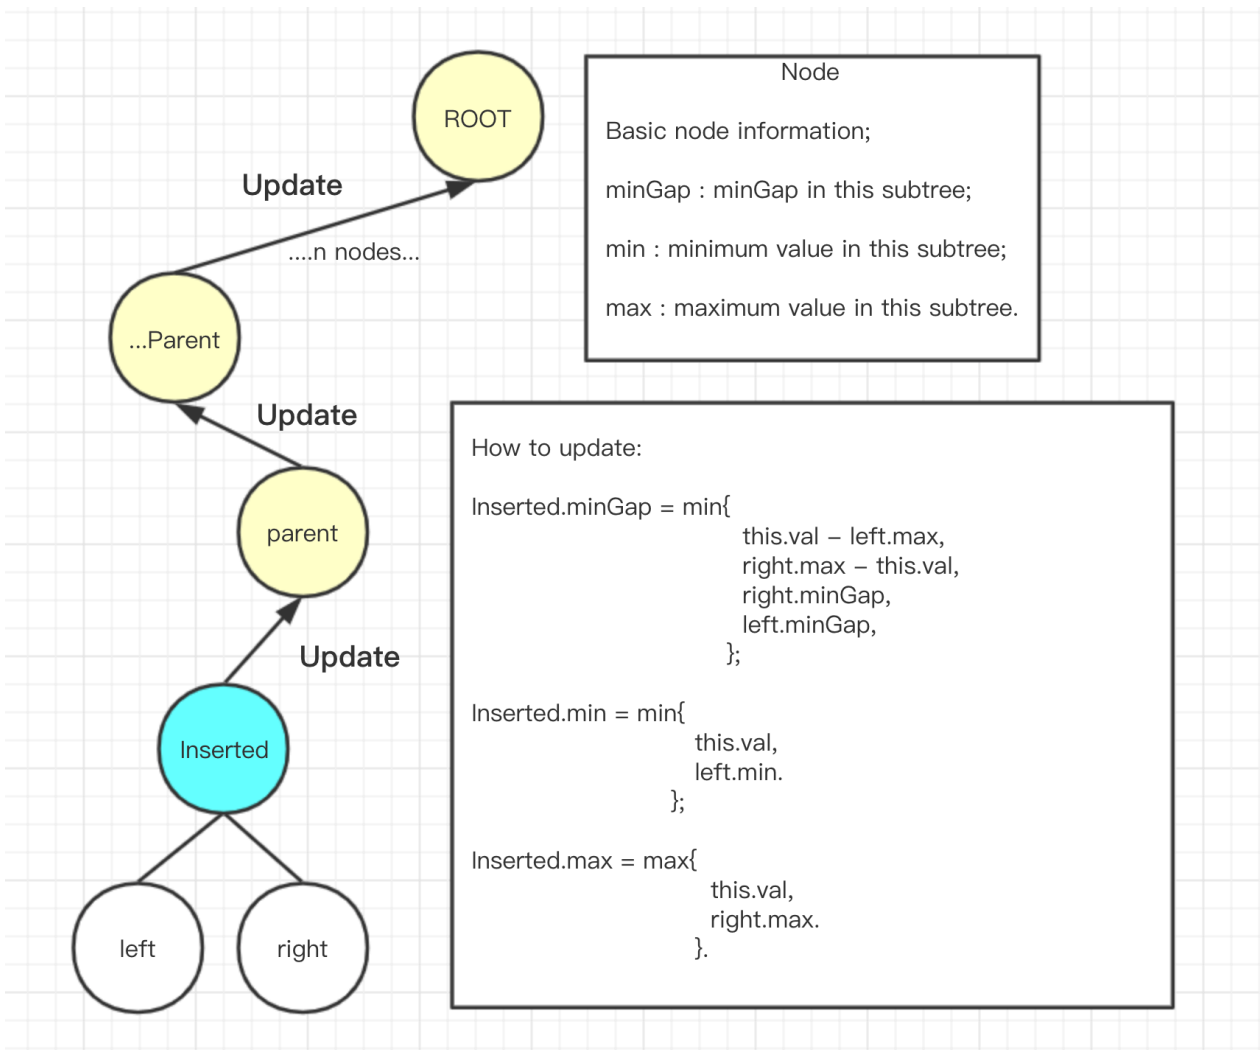 ROOT
Update
....n nodes...
...Parent
Update
parent
Update
Inserted
left
right
Node
Basic node information;
minGap : minGap in this subtree;
min : minimum value in this subtree;
max : maximum value in this subtree.
How to update:
Inserted.minGap = min{
this.val – left.max,
right.max – this.val,
right.minGap,
left.minGap,
};
Inserted.min = min{
this.val,
left.min.
};
Inserted.max = max{
this.val,
right.max.
}.